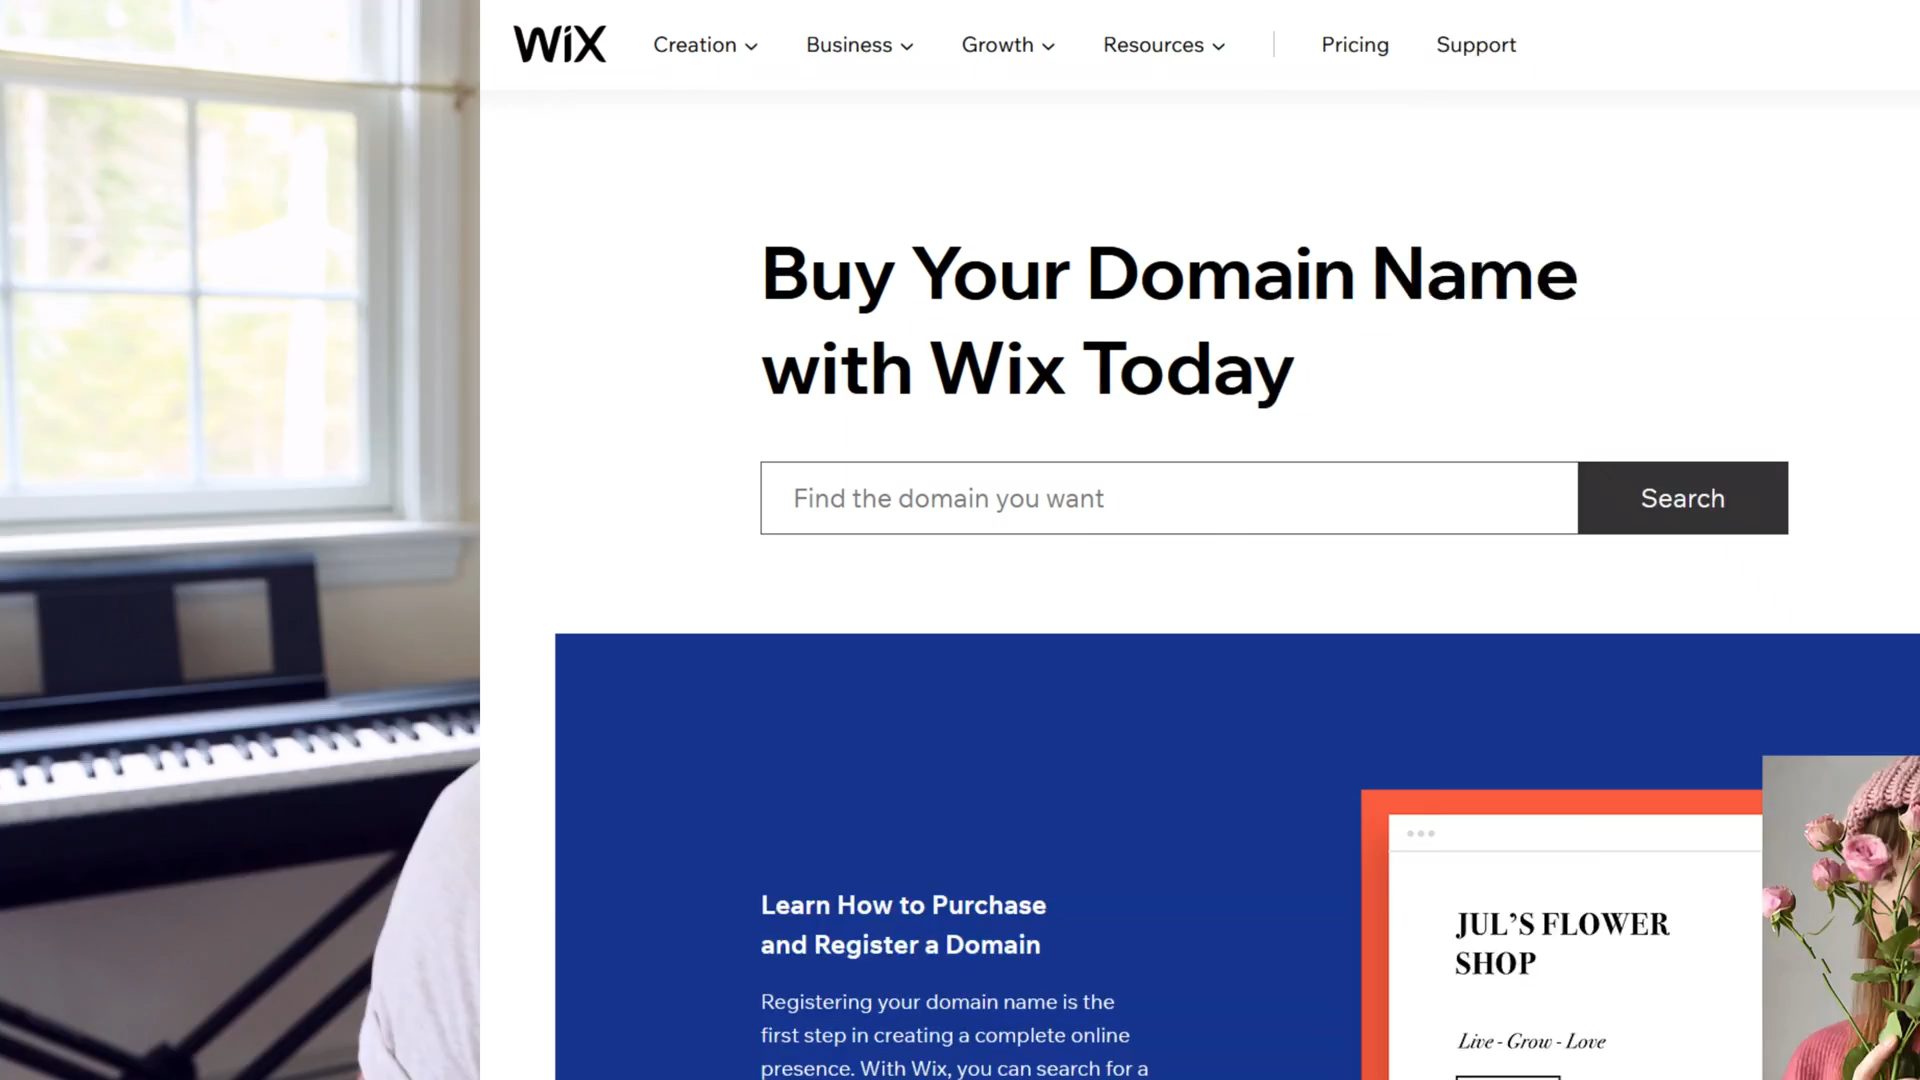 WiX
Creation Business Growth Resources Pricing Support
Buy Your Domain Name
with Wix Today
Find the domain you want Search
Learn How to Purchase
and Register a Domain
Registering your domain name is the
first step in creating a complete online
presence. With Wix, you can search for a
JUL'S FLOWER
SHOP
Live - Grow - Love